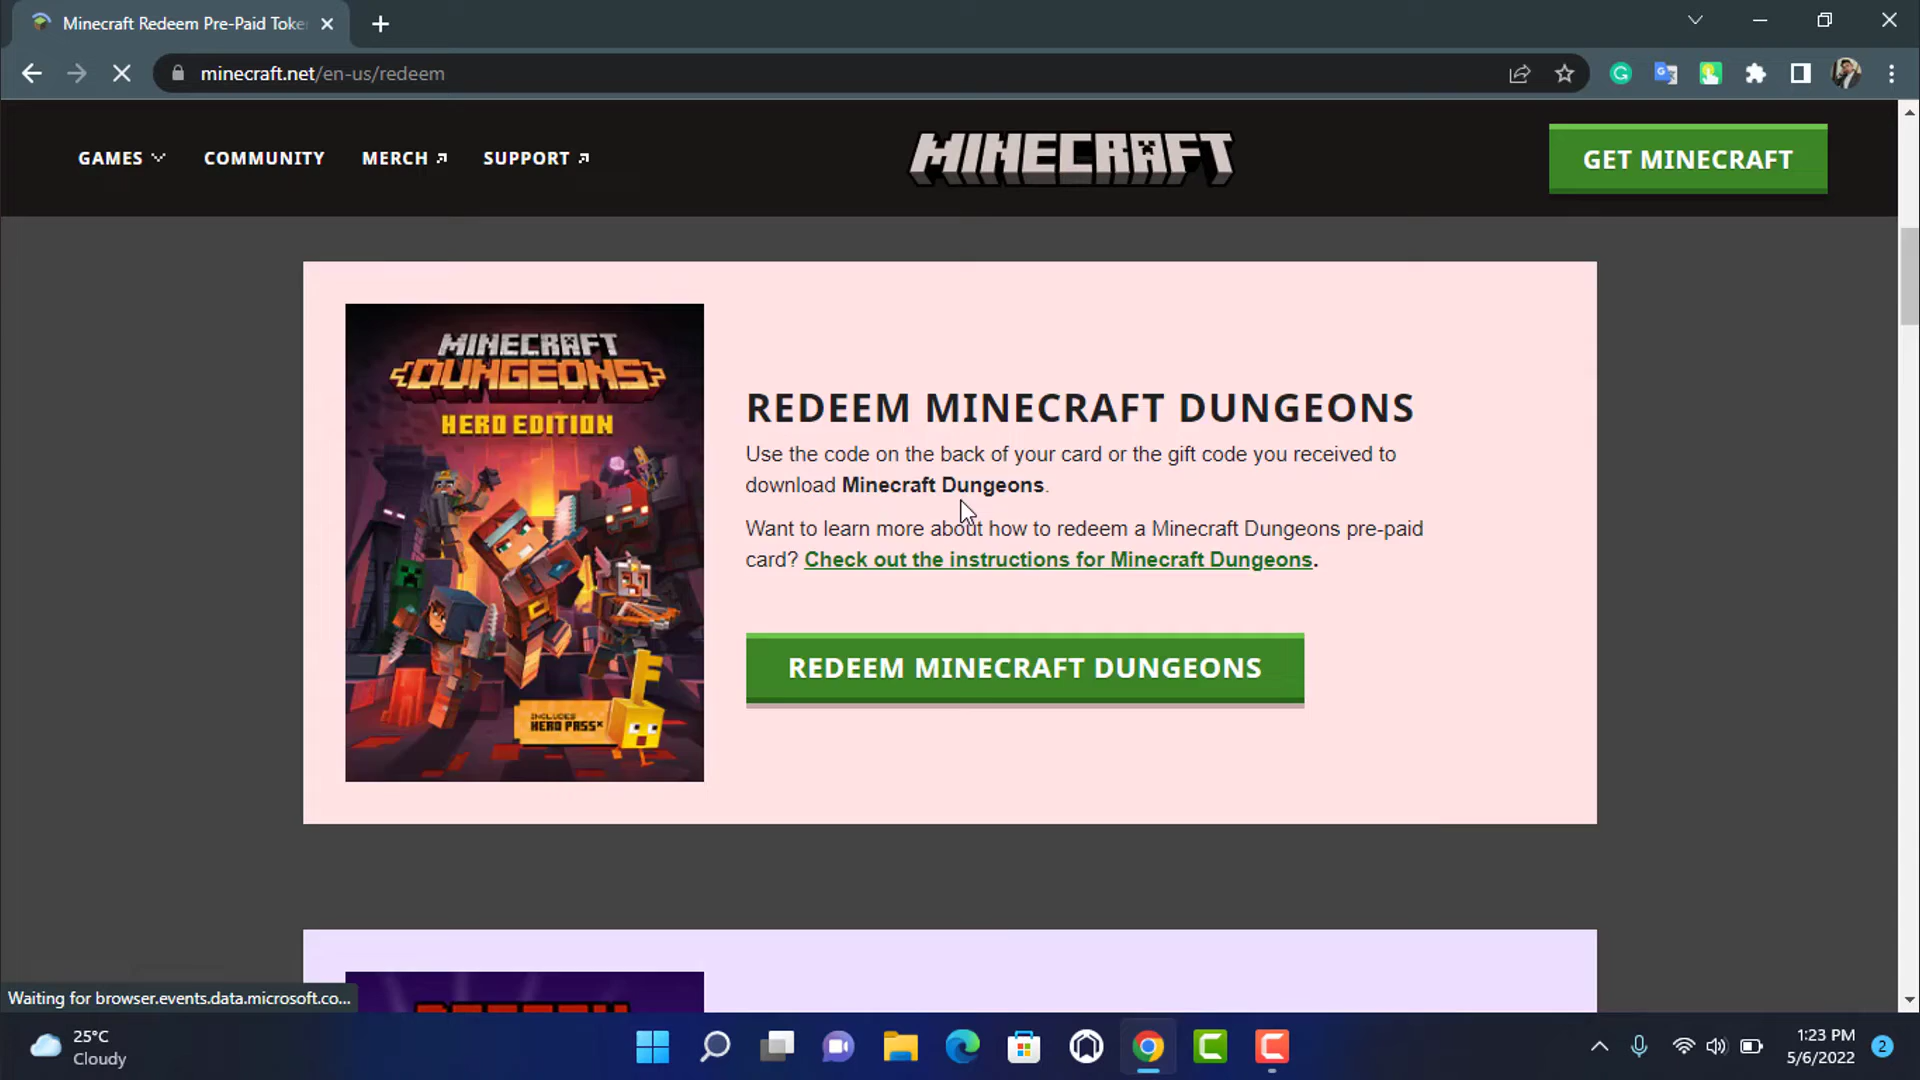 Minecraft Redeem Pre-Paid Toke
minecraft.net/en-us/redeem
GAMES COMMUNITY MERCH SUPPORT
MINECRAFT
GET MINECRAFT
MINECRAFT
DUNGEONS
HERO EDITION
INCLUDES
HERO PASS*
REDEEM MINECRAFT DUNGEONS
Use the code on the back of your card or the gift code you received to
download Minecraft Dungeons.
Want to learn more about how to redeem a Minecraft Dungeons pre-paid
card? Check out the instructions for Minecraft Dungeons.
REDEEM MINECRAFT DUNGEONS
Waiting for browser.events.data.microsoft.co...
25°C
Cloudy
1:23 PM
5/6/2022
2